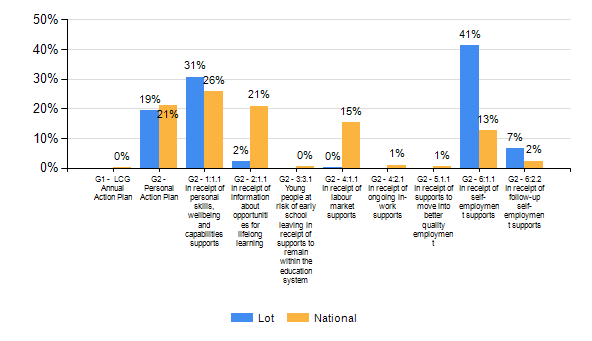 50%
40%
30%
20%
10%
0%
0%
19%
21%
31%
26%
2%
21%
0%
0%
15%
1%
1%
41%
13%
7%
2%
G1 - LCG
Annual
Action Plan
G2 -
Personal
Action Plan
G2 - 1:1.1
in receipt of
personal
skills,
wellbeing
and
capabilities
supports
G2 - 2:1.1
in receipt of
information
about
opportuniti
es for
lifelong
learning
G2 - 3:3.1
Young
people at
risk of early
school
leaving in
receipt of
supports to
remain
within the
education
system
G2 - 4:1.1
in receipt of
labour
market
supports
G2 - 4:2.1
in receipt of
ongoing in-
work
supports
G2 - 5:1.1
in receipt of
supports to
move into
better
quality
employmen
t
G2 - 6:1.1
in receipt of
self-
employmen
t supports
G2 - 6:2.2
in receipt of
follow-up
self-
employmen
t supports
Lot
National